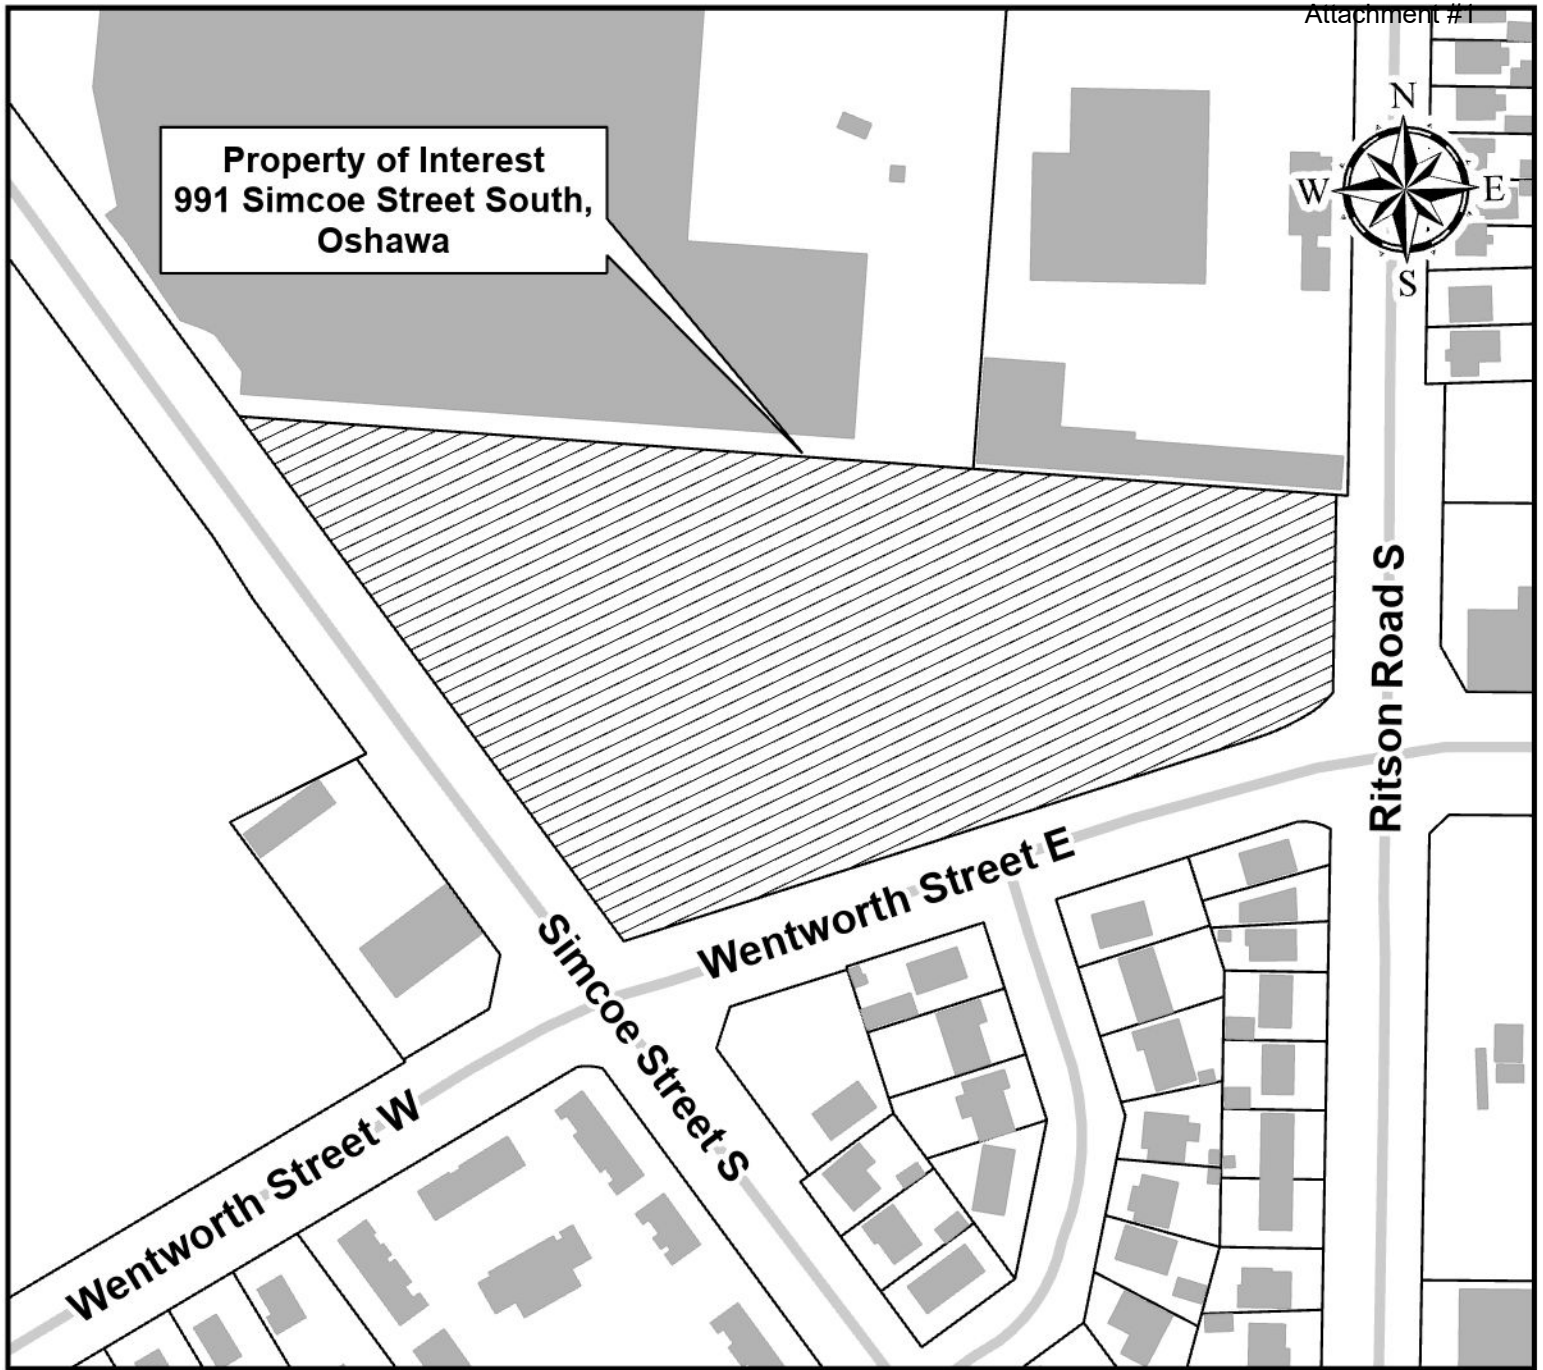 Attachment #1
N
W
E
S
Property of Interest
991 Simcoe Street South,
Oshawa
Ritson Road S
Wentworth Street E
Simcoe Street S
Wentworth Street W